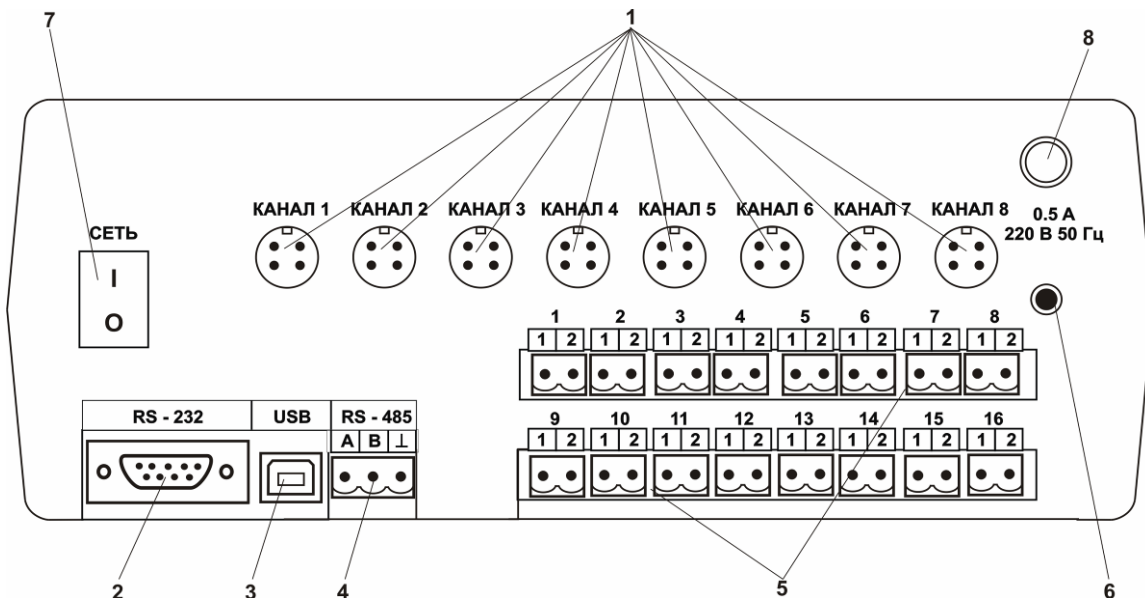 7 1 8
КАНАЛ 1 КАНАЛ 2 КАНАЛ 3 КАНАЛ 4 КАНАЛ 5 КАНАЛ 6 КАНАЛ 7 КАНАЛ 8
0.5 А
220 В 50 Гц
СЕТЬ
I
O
1 2 3 4 5 6 7 8
1 2 1 2 1 2 1 2 1 2 1 2 1 2 1 2
RS - 232 USB RS - 485
A B ⊥
9 10 11 12 13 14 15 16
1 2 1 2 1 2 1 2 1 2 1 2 1 2 1 2
2 3 4 5 6